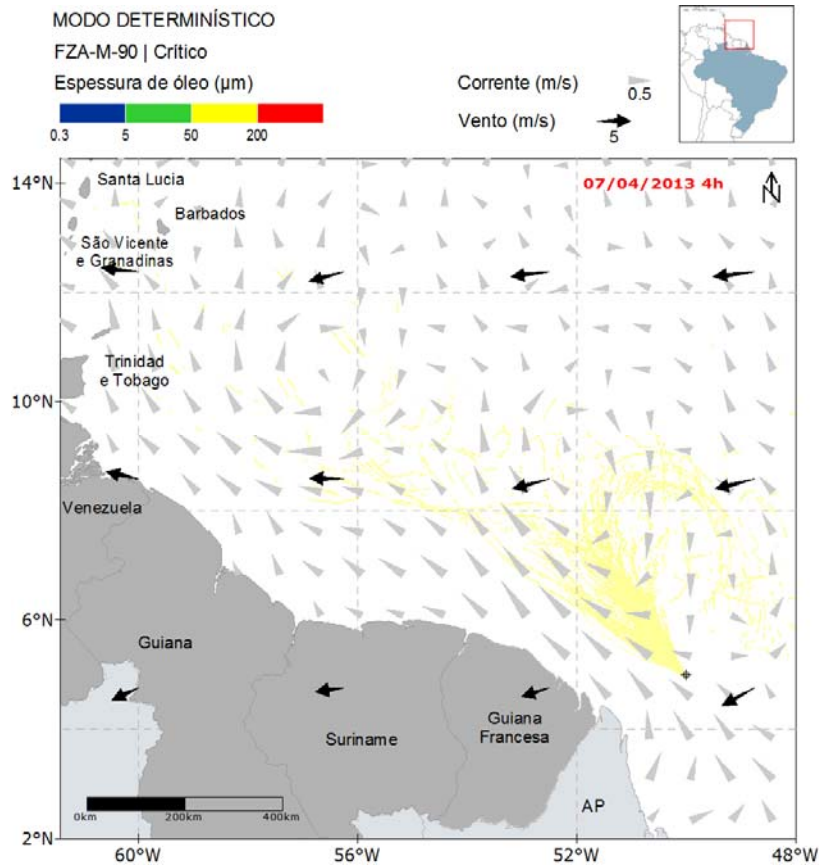 MODO DETERMINÍSTICO
FZA-M-90 | Crítico
Espessura de óleo (µm)
0.3 5 50 200
Corrente (m/s)
0.5
Vento (m/s)
5
07/04/2013 4h
N
14°N
10°N
6°N
2°N
Santa Lucia
Barbados
São Vicente
e Granadinas
Trinidad
e Tobago
Venezuela
Guiana
Suriname
Guiana
Francesa
AP
0km 200km 400km
60°W 56°W 52°W 48°W